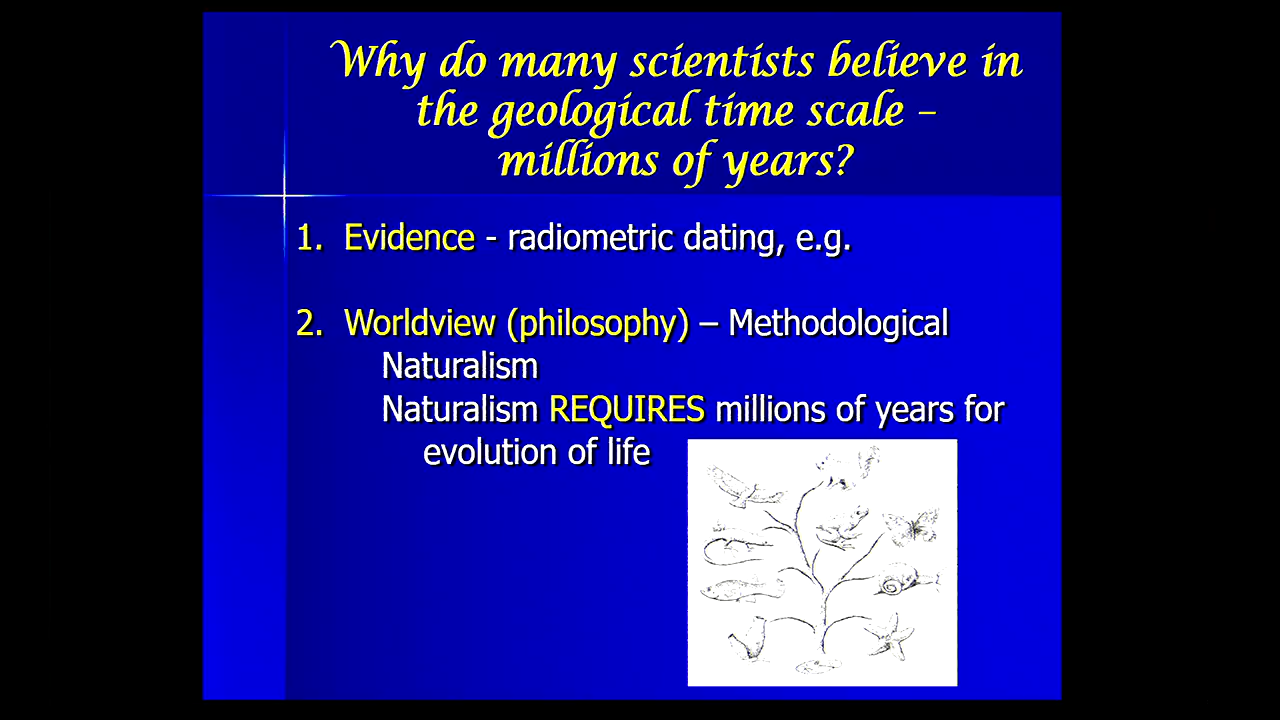 Why do many scientists believe in
the geological time scale –
millions of years?
1. Evidence - radiometric dating, e.g.
2. Worldview (philosophy) – Methodological
Naturalism
Naturalism REQUIRES millions of years for
evolution of life